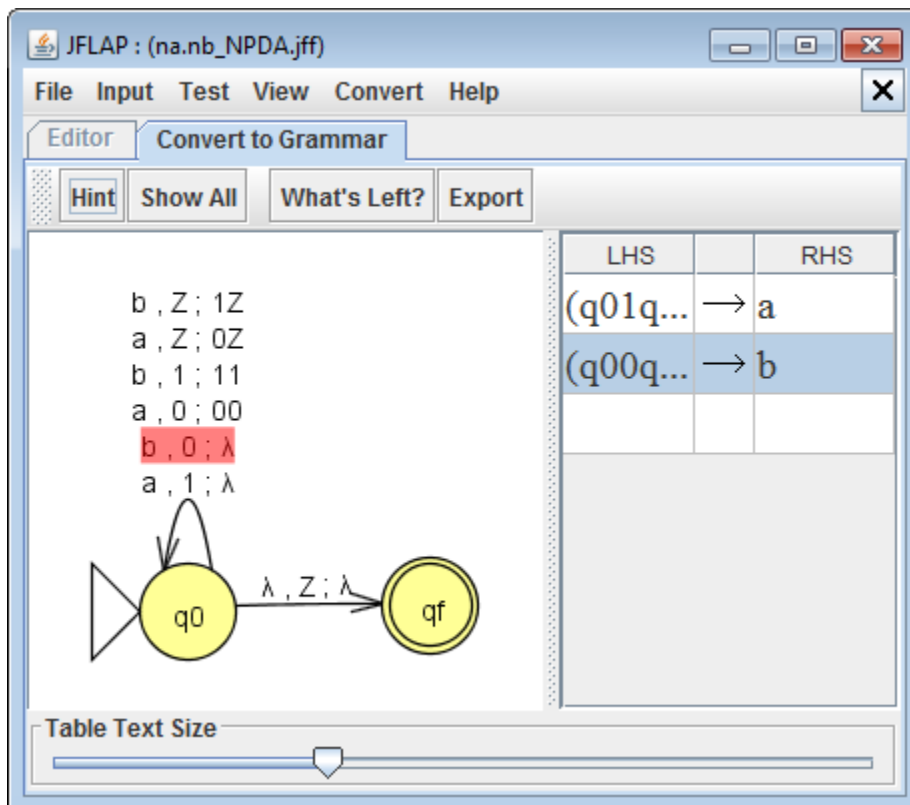 JFLAP : (na.nb_NPDA.jff)
File Input Test View Convert Help
Editor Convert to Grammar
Hint Show All What's Left? Export
LHS RHS
(q01q... → a
(q00q... → b
b , Z ; 1Z
a , Z ; 0Z
b , 1 ; 11
a , 0 ; 00
b , 0 ; λ
a , 1 ; λ
λ , Z ; λ
q0 qf
Table Text Size